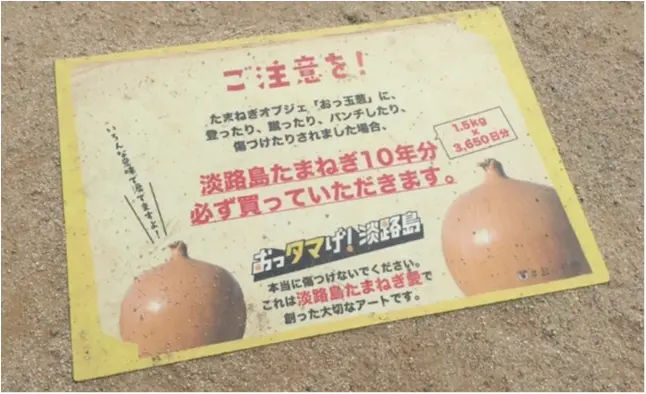 ご注意を！
たまねぎオブジェ「おっ玉葱」に、
登ったり、蹴ったり、パンチしたり、
傷つけたりされました場合、
1.5kg
×
3,650日分
淡路島たまねぎ10年分
必ず買っていただきます。
いろんな意味で泣きますよ！
おっタマげ！淡路島
本当に傷つけないでください。
これは淡路島たまねぎ愛で
創った大切なアートです。